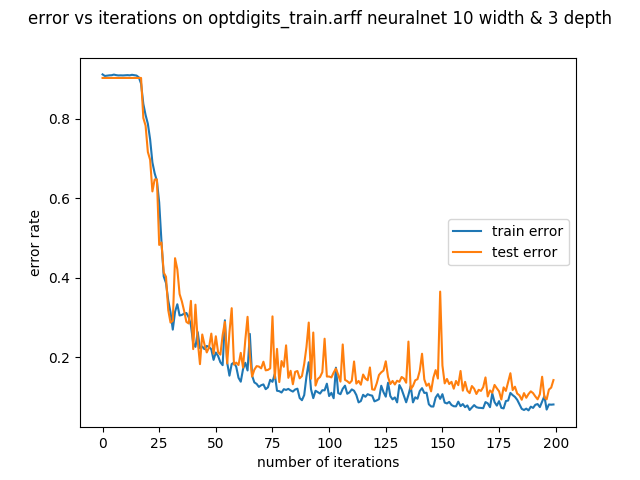 error vs iterations on optdigits_train.arff neuralnet 10 width & 3 depth
error rate
0.8
0.6
0.4
0.2
train error
test error
0 25 50 75 100 125 150 175 200
number of iterations